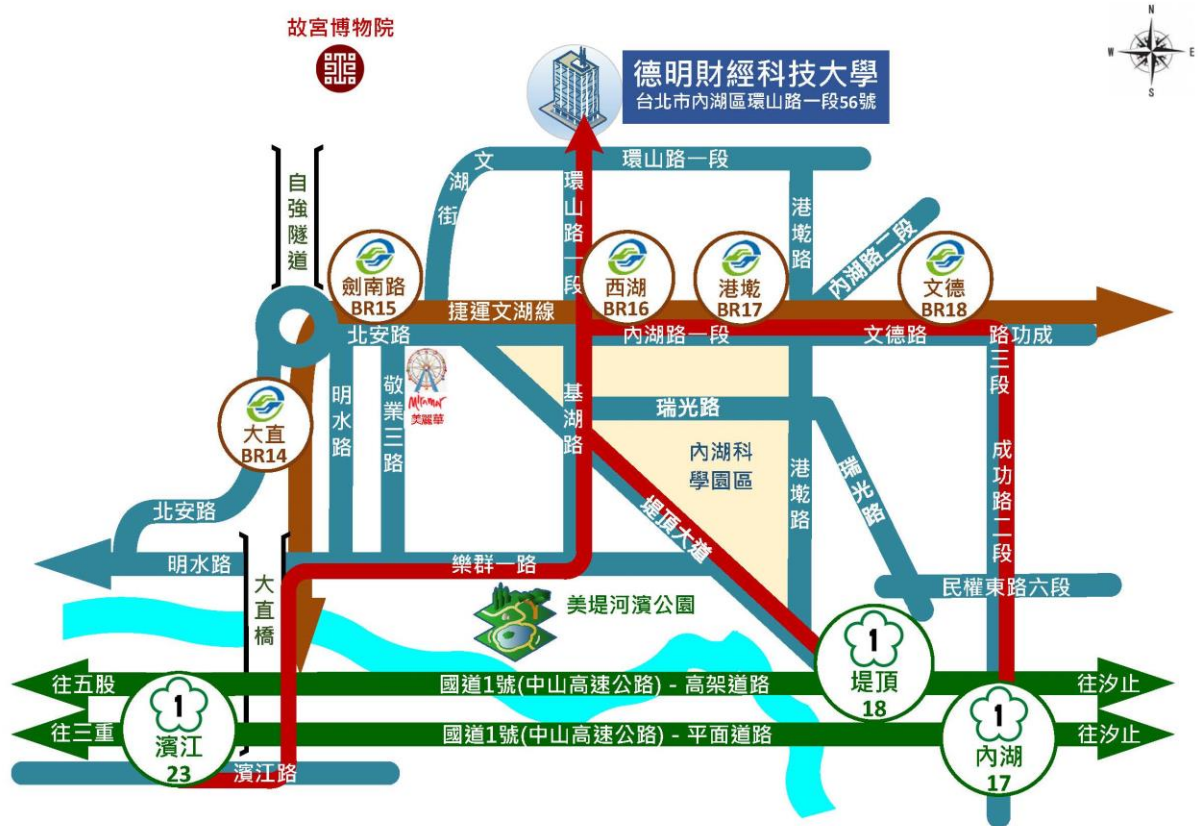 故宮博物院
N
W
E
S
德明財經科技大學
台北市內湖區環山路一段56號
文湖街
環山路一段
自強隧道
環山路一段
港墘路
內湖路二段
劍南路
BR15
西湖
BR16
港墘
BR17
文德
BR18
捷運文湖線
北安路
內湖路一段
文德路
路功成
三段
大直
BR14
明水路
敬業三路
Miramar
美麗華
基湖路
瑞光路
內湖科
學園區
港墘路
瑞光路
成功路二段
堤頂大道
北安路
明水路
大直橋
樂群一路
民權東路六段
美堤河濱公園
1
堤頂
18
往五股
國道1號(中山高速公路) - 高架道路
往汐止
1
濱江
23
往三重
國道1號(中山高速公路) - 平面道路
往汐止
1
內湖
17
濱江路